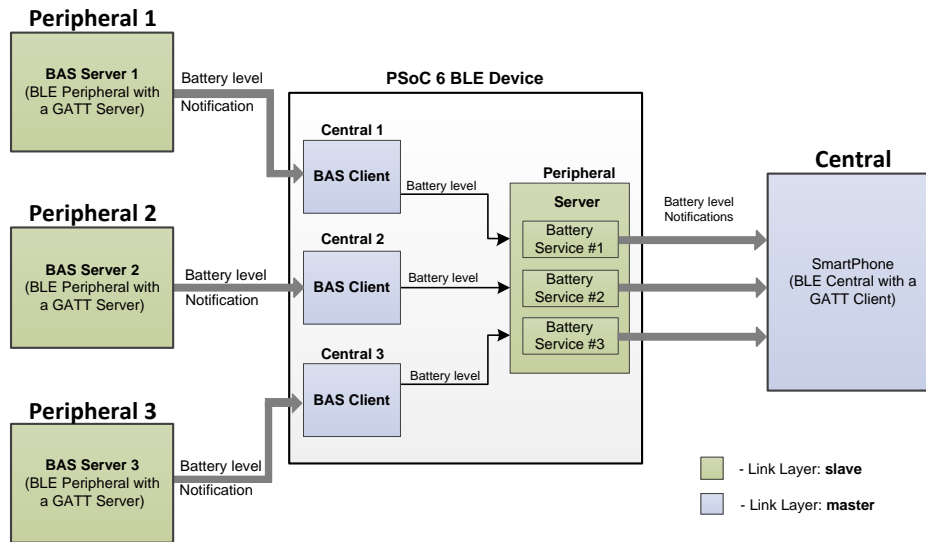 Peripheral 1
BAS Server 1
(BLE Peripheral with
a GATT Server)
Battery level
Notification
Peripheral 2
BAS Server 2
(BLE Peripheral with
a GATT Server)
Battery level
Notification
Peripheral 3
BAS Server 3
(BLE Peripheral with
a GATT Server)
Battery level
Notification
PSoC 6 BLE Device
Central 1
BAS Client
Battery level
Central 2
BAS Client
Battery level
Central 3
BAS Client
Battery level
Peripheral
Server
Battery
Service #1
Battery
Service #2
Battery
Service #3
Battery level
Notifications
Central
SmartPhone
(BLE Central with a
GATT Client)
- Link Layer: slave
- Link Layer: master